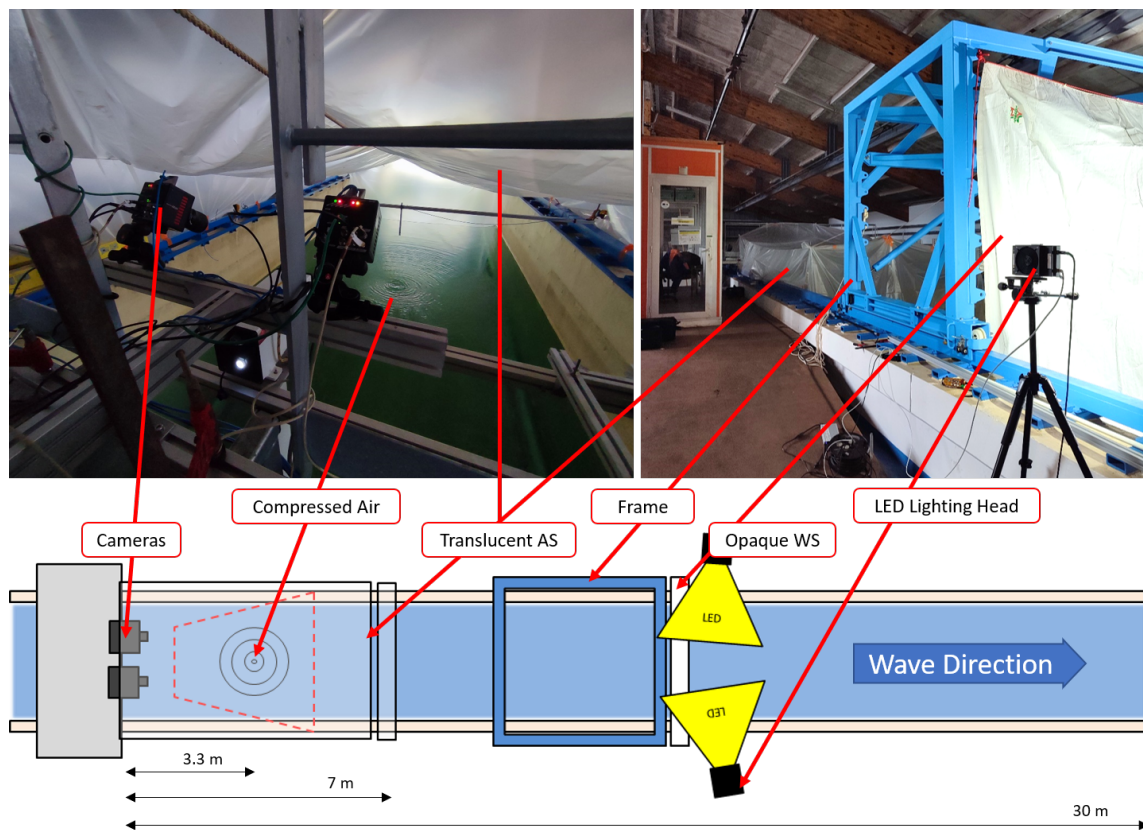 Compressed Air
Frame
LED Lighting Head
Cameras
Translucent AS
Opaque WS
LED
Wave Direction
LED
3.3 m
7 m
30 m